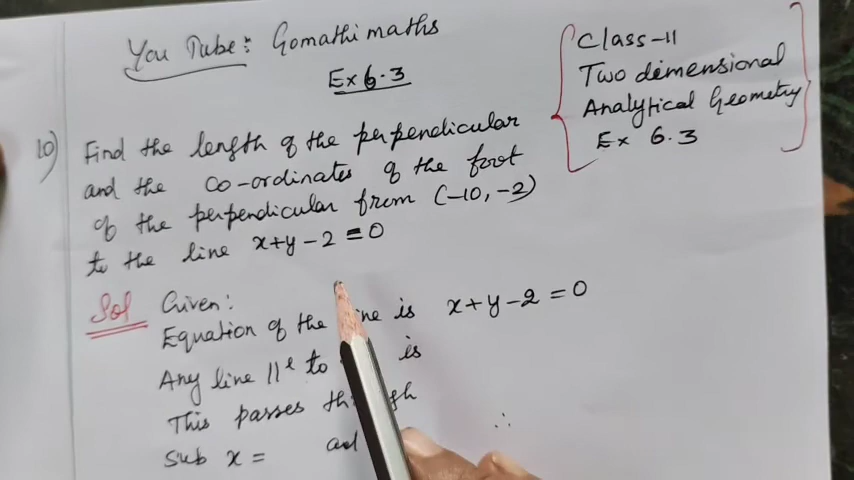 You Tube: Gomathi maths
Ex 6.3
Class-11
Two dimensional
Analytical Geometry
Ex 6.3
10) Find the length of the perpendicular
and the co-ordinates of the foot
of the perpendicular from (-10, -2)
to the line x+y-2=0
Sol Given:
Equation of the line is x+y-2=0
Any line 11e to is
This passes through
Sub x= and ∴